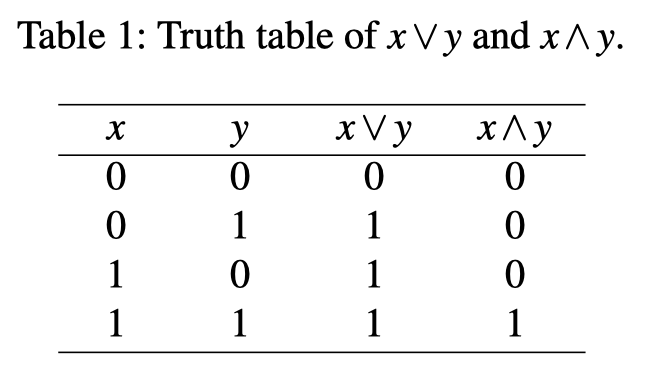 Table 1: Truth table of x ∨ y and x ∧ y.
x y x ∨ y x ∧ y
0 0 0 0
0 1 1 0
1 0 1 0
1 1 1 1